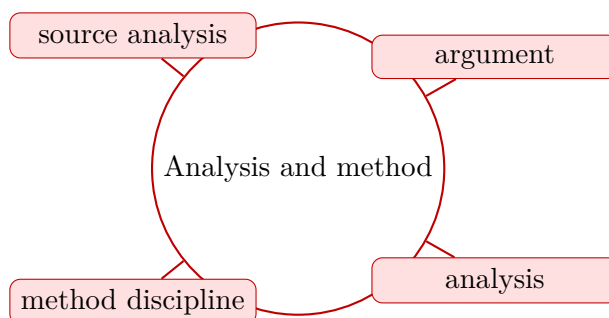 source analysis
argument
Analysis and method
analysis
method discipline